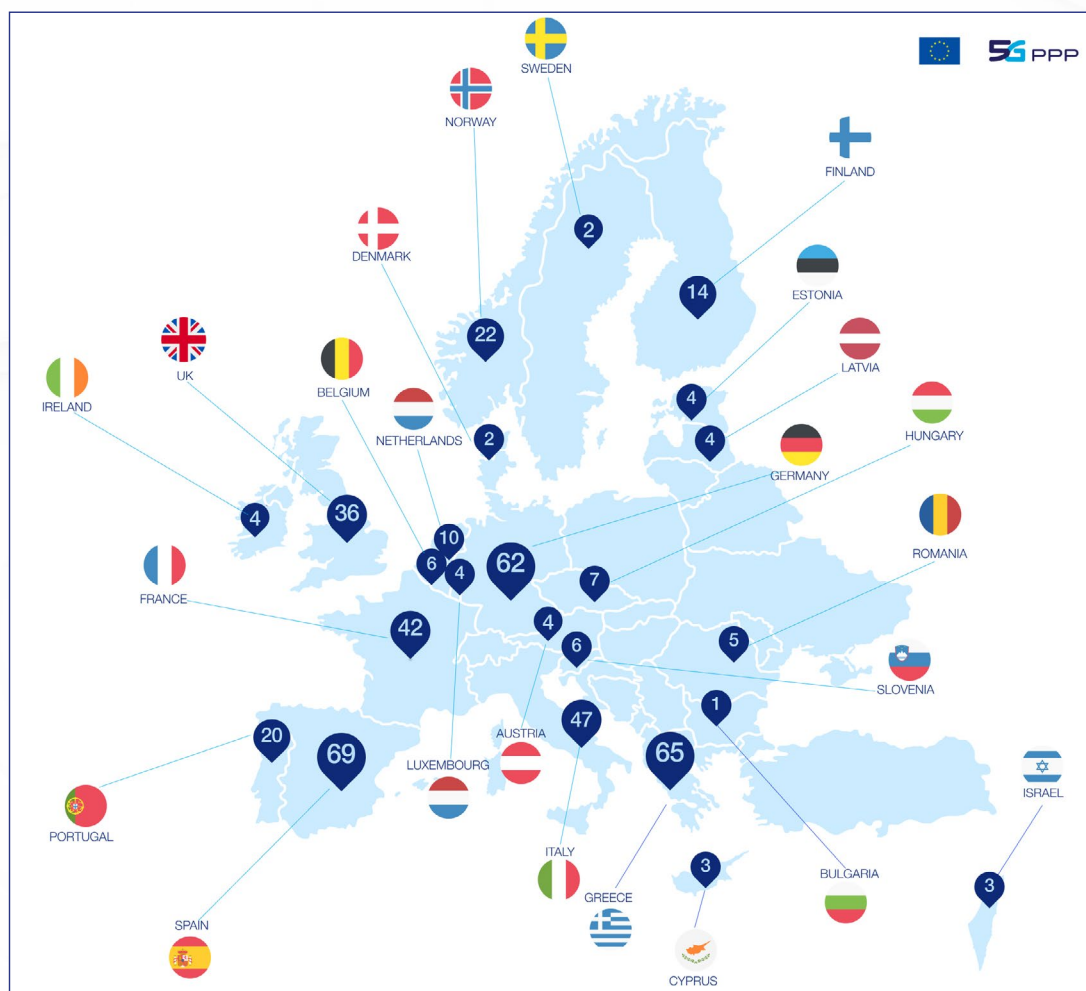 5G PPP
SWEDEN
NORWAY
FINLAND
2
DENMARK
ESTONIA
14
22
LATVIA
UK
BELGIUM
IRELAND
4
NETHERLANDS
2
4
HUNGARY
GERMANY
4
36
10
ROMANIA
6
62
4
7
FRANCE
42
4
5
6
SLOVENIA
1
20
47
AUSTRIA
69
65
LUXEMBOURG
ISRAEL
PORTUGAL
ITALY
3
BULGARIA
3
GREECE
SPAIN
CYPRUS